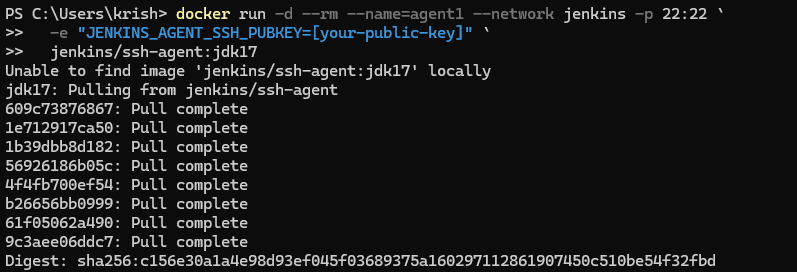 PS C:\Users\krish> docker run -d --rm --name=agent1 --network jenkins -p 22:22 `
>>   -e "JENKINS_AGENT_SSH_PUBKEY=[your-public-key]" `
>>   jenkins/ssh-agent:jdk17
Unable to find image 'jenkins/ssh-agent:jdk17' locally
jdk17: Pulling from jenkins/ssh-agent
609c73876867: Pull complete
1e712917ca50: Pull complete
1b39dbb8d182: Pull complete
56926186b05c: Pull complete
4f4fb700ef54: Pull complete
b26656bb0999: Pull complete
61f05062a490: Pull complete
9c3aee06ddc7: Pull complete
Digest: sha256:c156e30a1a4e98d93ef045f03689375a160297112861907450c510be54f32fbd